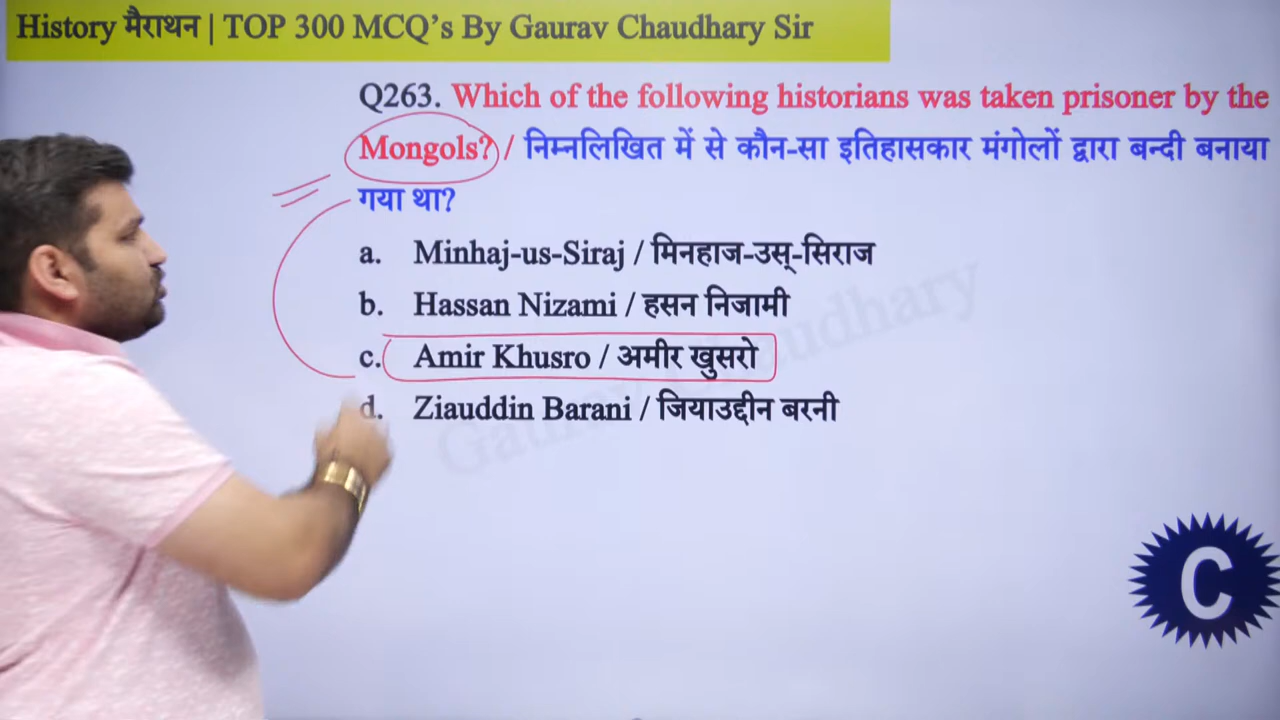 History मैराथन | TOP 300 MCQ’s By Gaurav Chaudhary Sir
Q263. Which of the following historians was taken prisoner by the
Mongols? / निम्नलिखित में से कौन-सा इतिहासकार मंगोलों द्वारा बन्दी बनाया
गया था?
a. Minhaj-us-Siraj / मिनहाज-उस्-सिराज
b. Hassan Nizami / हसन निजामी
c. Amir Khusro / अमीर खुसरो
d. Ziauddin Barani / जियाउद्दीन बरनी
Gaurav Chaudhary
C